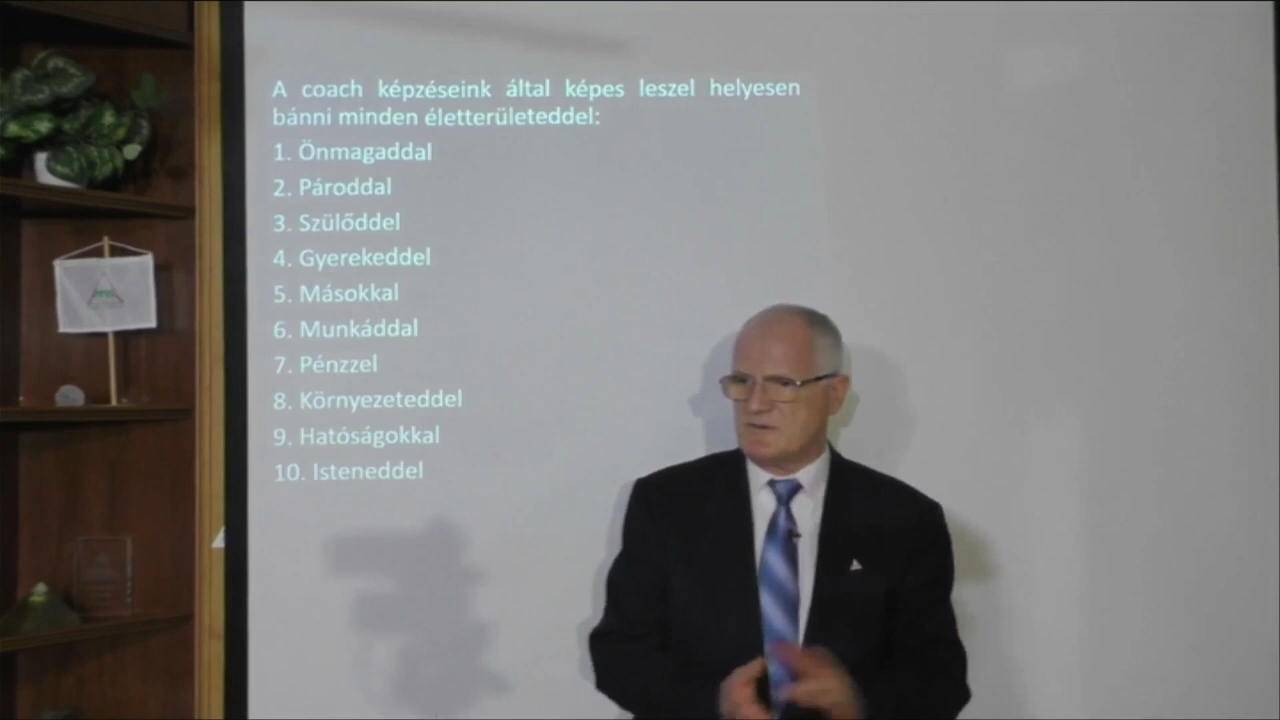 A coach képzéseink által képes leszel helyesen
bánni minden életterületeddel:
1. Önmagaddal
2. Pároddal
3. Szülőddel
4. Gyerekeddel
5. Másokkal
6. Munkáddal
7. Pénzzel
8. Környezeteddel
9. Hatóságokkal
10. Isteneddel